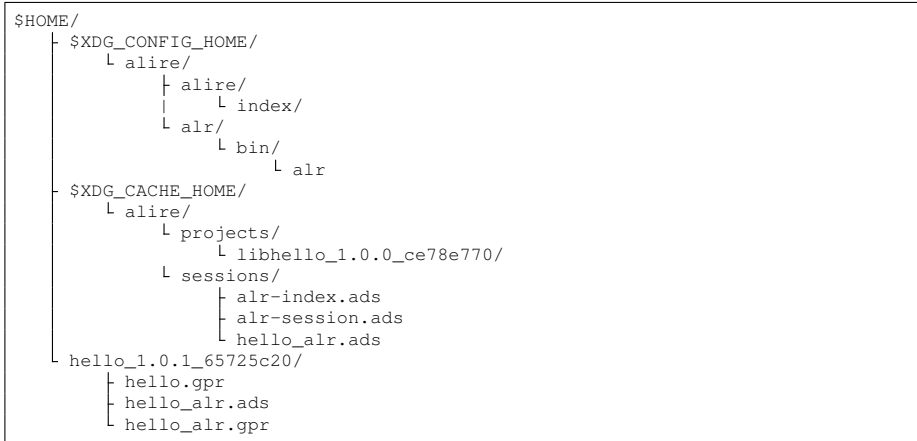 $HOME/
├ $XDG_CONFIG_HOME/
└ alire/
├ alire/
| └ index/
└ alr/
└ bin/
└ alr
├ $XDG_CACHE_HOME/
└ alire/
└ projects/
└ libhello_1.0.0_ce78e770/
└ sessions/
├ alr-index.ads
├ alr-session.ads
└ hello_alr.ads
└ hello_1.0.1_65725c20/
├ hello.gpr
├ hello_alr.ads
└ hello_alr.gpr